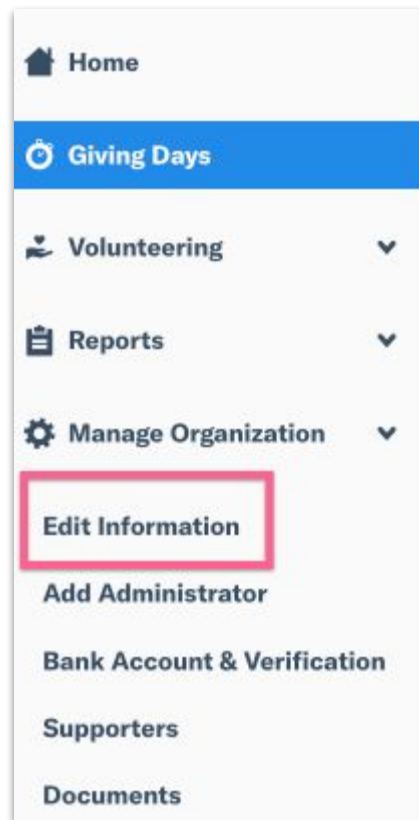 Home
Giving Days
Volunteering
Reports
Manage Organization
Edit Information
Add Administrator
Bank Account & Verification
Supporters
Documents